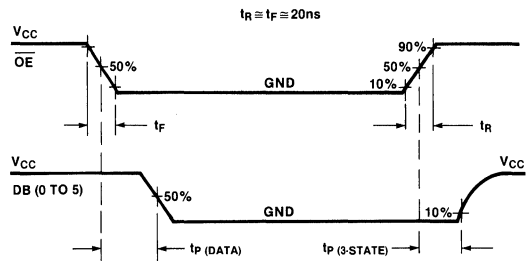 tR ≅ tF ≅ 20ns
VCC
OE
50%
GND
90%
50%
10%
tF
tR
VCC
VCC
DB (0 TO 5)
50%
GND
10%
tP (DATA)
tP (3-STATE)